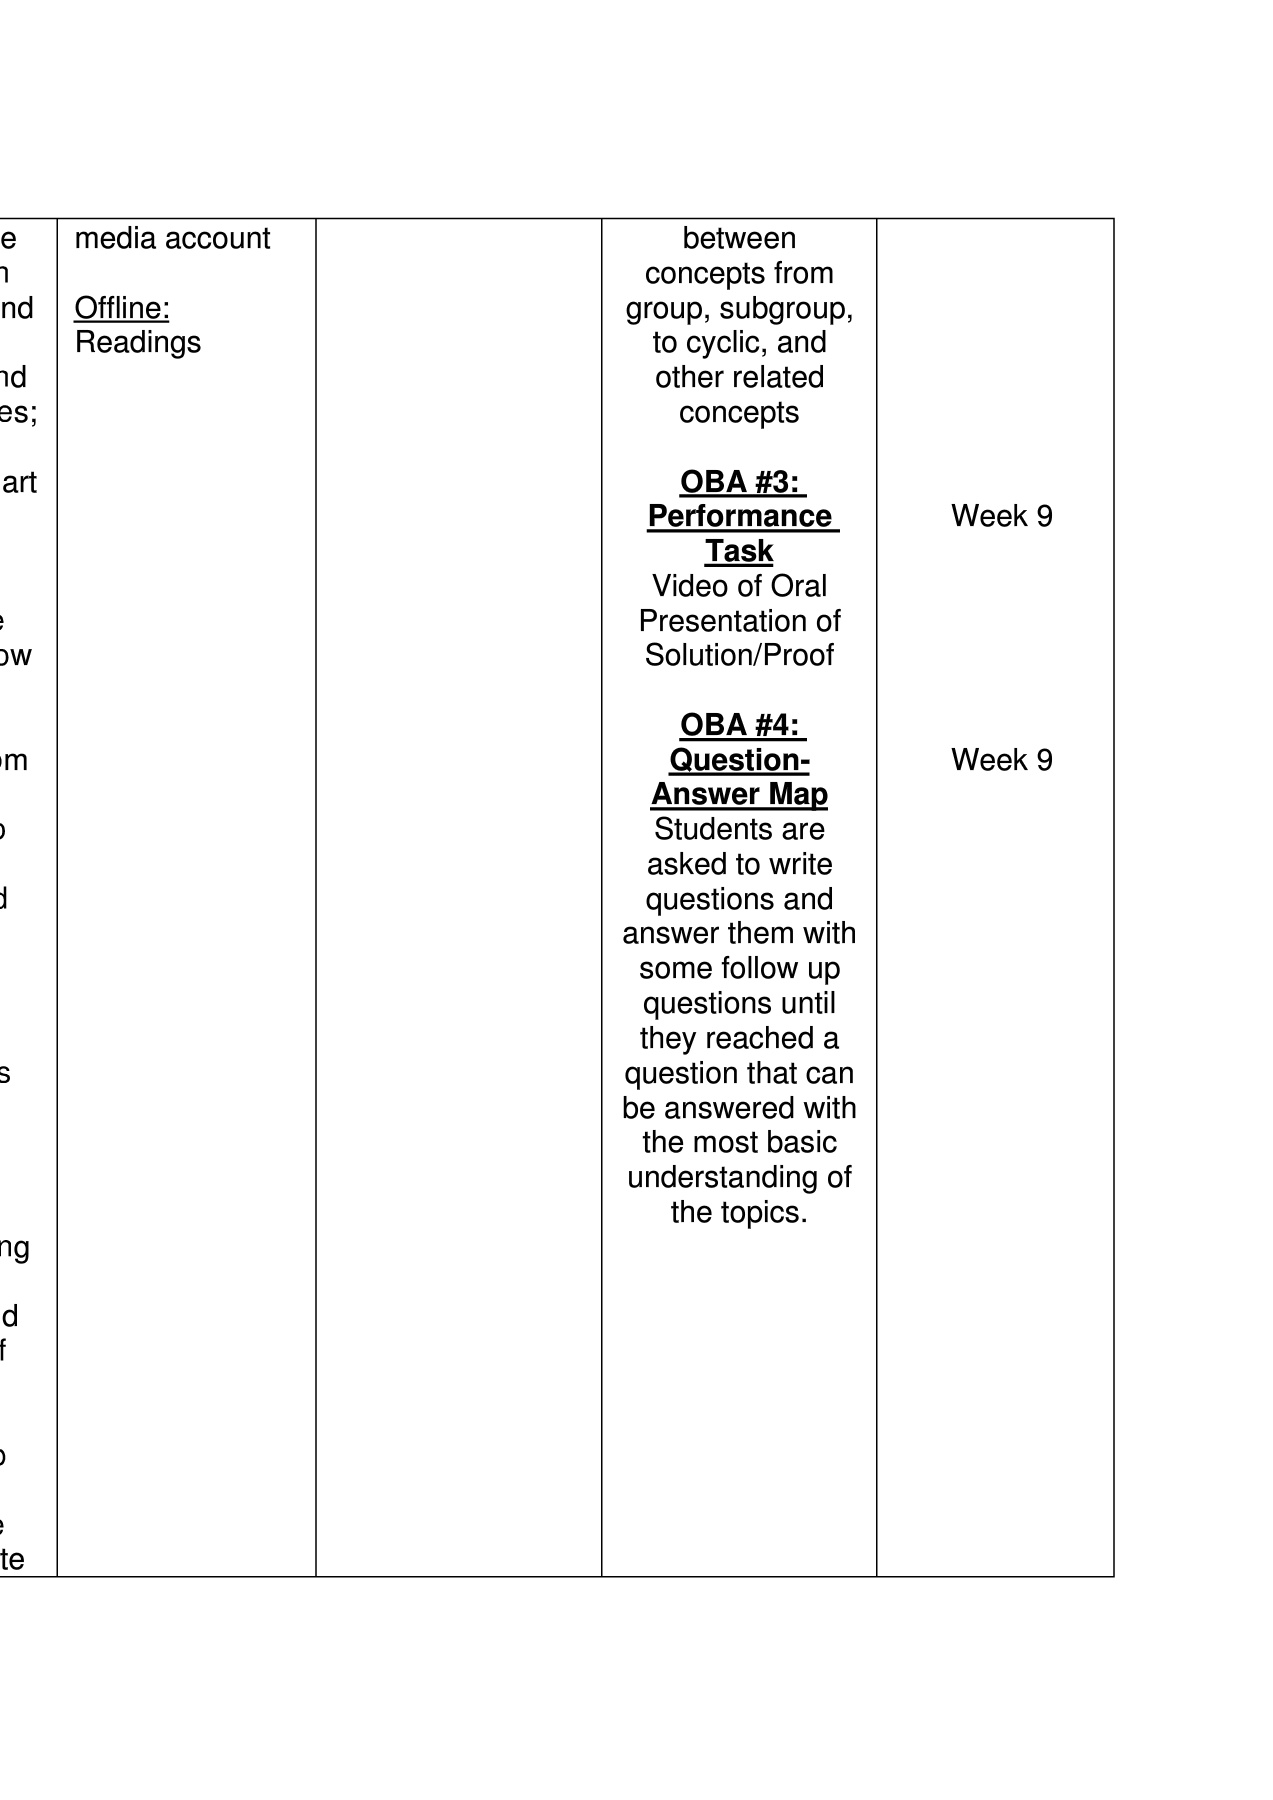 e
n
nd
nd
es;
art
e
ow
om
o
d
s
ng
d
f
o
e
te
media account
Offline:
Readings
between
concepts from
group, subgroup,
to cyclic, and
other related
concepts
OBA #3:
Performance
Task
Video of Oral
Presentation of
Solution/Proof
OBA #4:
Question-
Answer Map
Students are
asked to write
questions and
answer them with
some follow up
questions until
they reached a
question that can
be answered with
the most basic
understanding of
the topics.
Week 9
Week 9